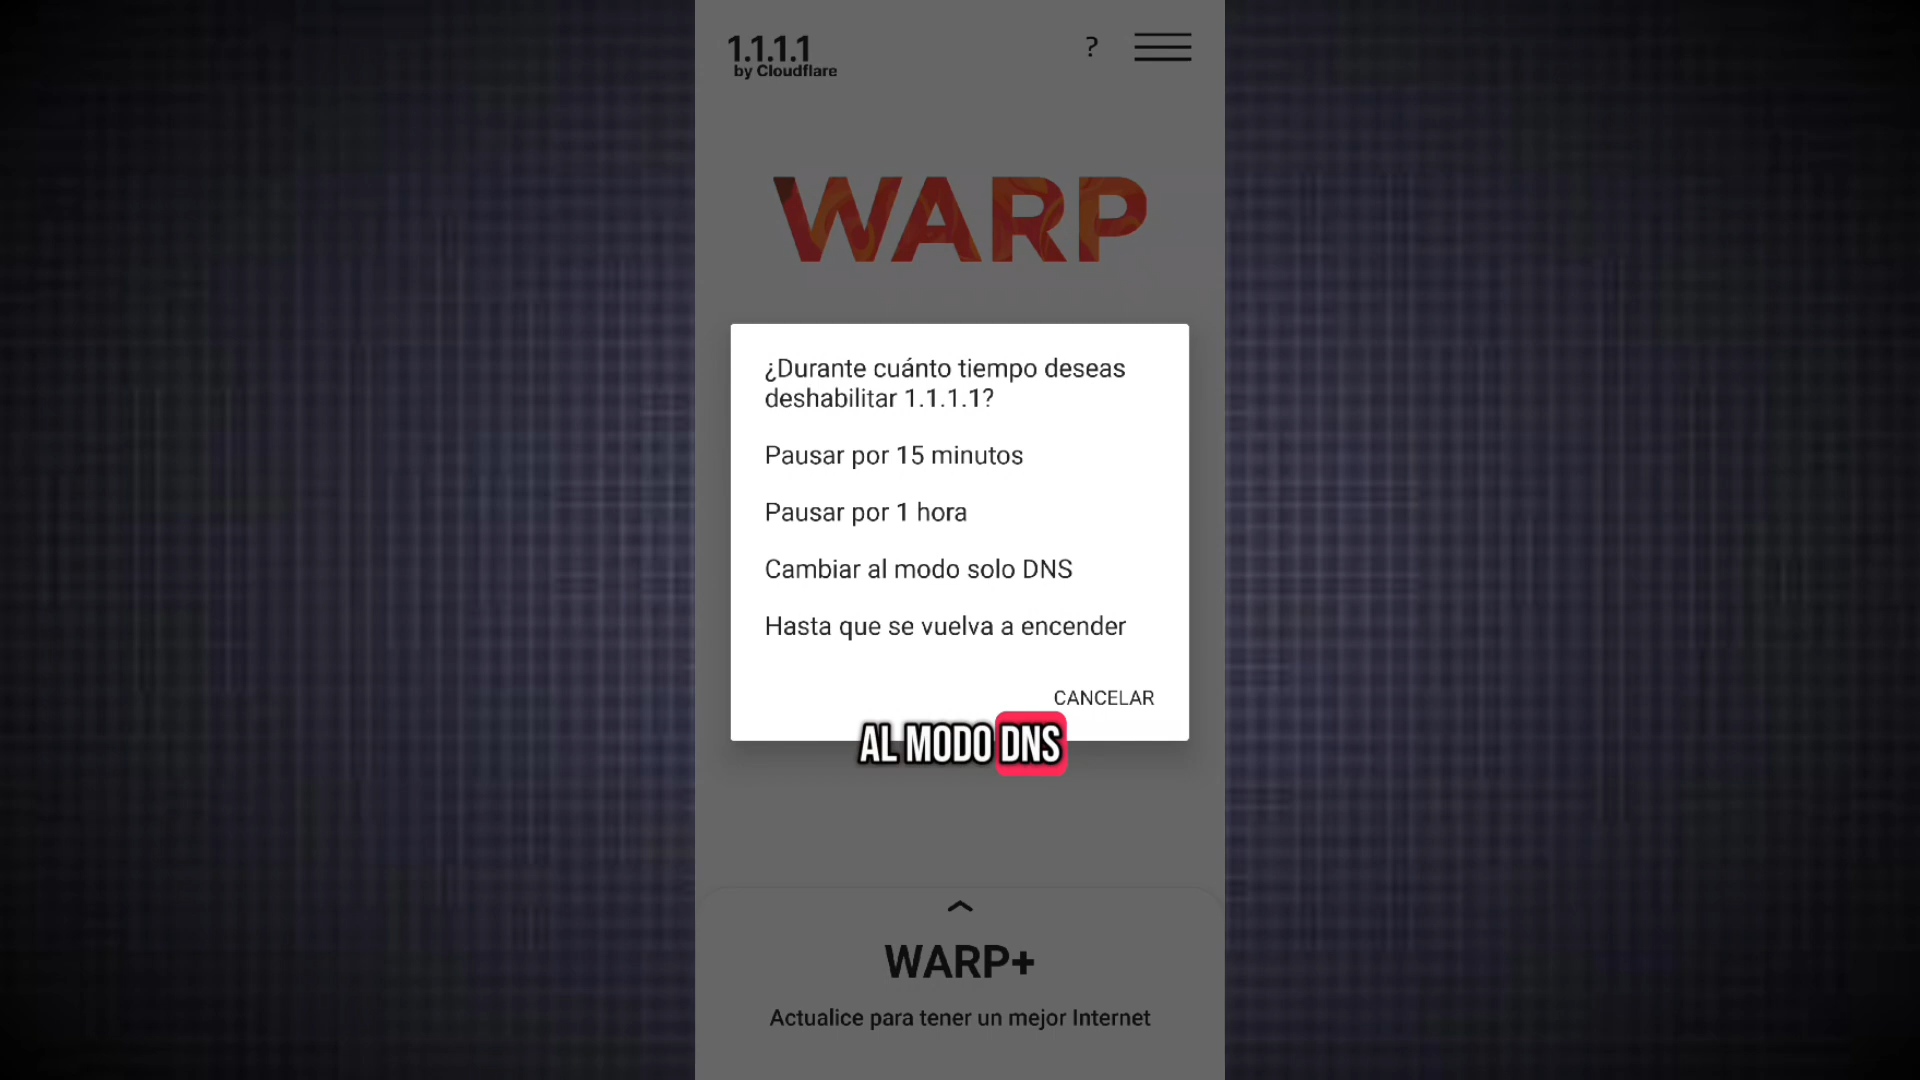 1.1.1.1
by Cloudflare
?
WARP
¿Durante cuánto tiempo deseas
deshabilitar 1.1.1.1?
Pausar por 15 minutos
Pausar por 1 hora
Cambiar al modo solo DNS
Hasta que se vuelva a encender
CANCELAR
AL MODO DNS
WARP+
Actualice para tener un mejor Internet